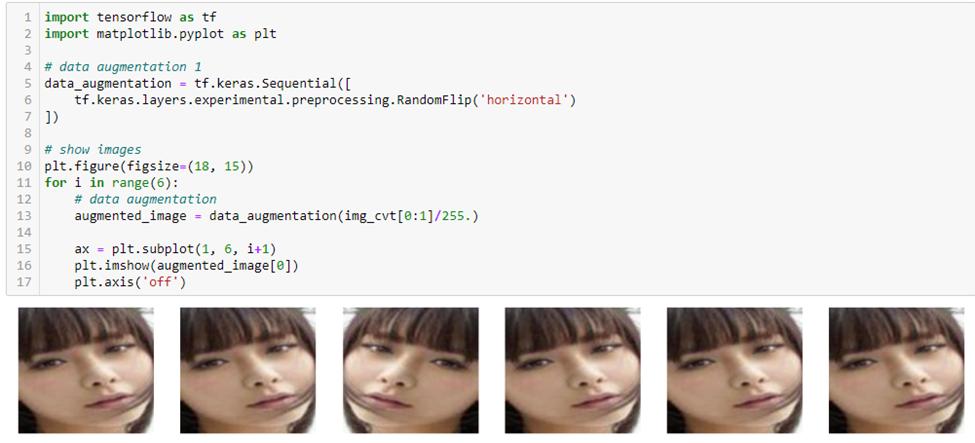 1 import tensorflow as tf
2 import matplotlib.pyplot as plt
3
4 # data augmentation 1
5 data_augmentation = tf.keras.Sequential([
6     tf.keras.layers.experimental.preprocessing.RandomFlip('horizontal')
7 ])
8
9 # show images
10 plt.figure(figsize=(18, 15))
11 for i in range(6):
12     # data augmentation
13     augmented_image = data_augmentation(img_cvt[0:1]/255.)
14
15     ax = plt.subplot(1, 6, i+1)
16     plt.imshow(augmented_image[0])
17     plt.axis('off')